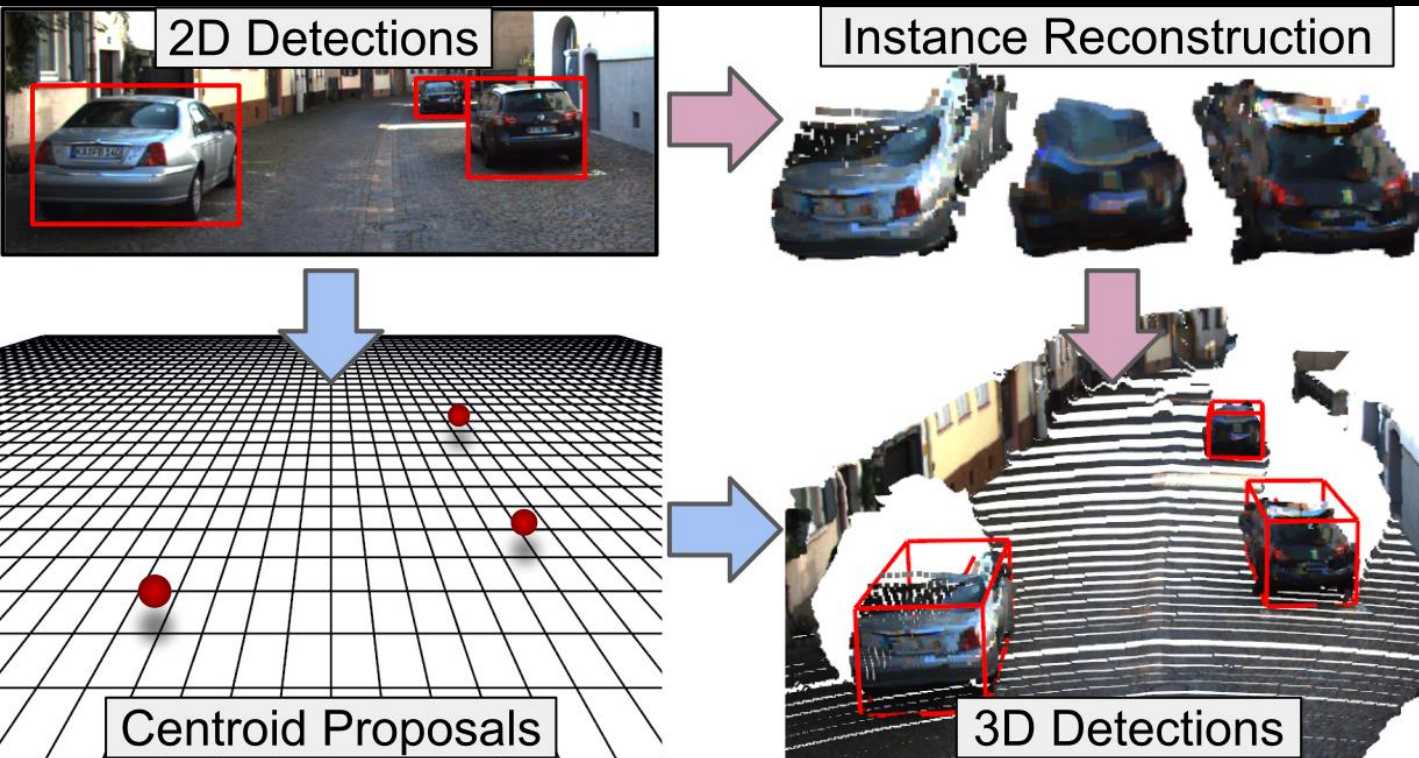 2D Detections
Instance Reconstruction
Centroid Proposals
3D Detections